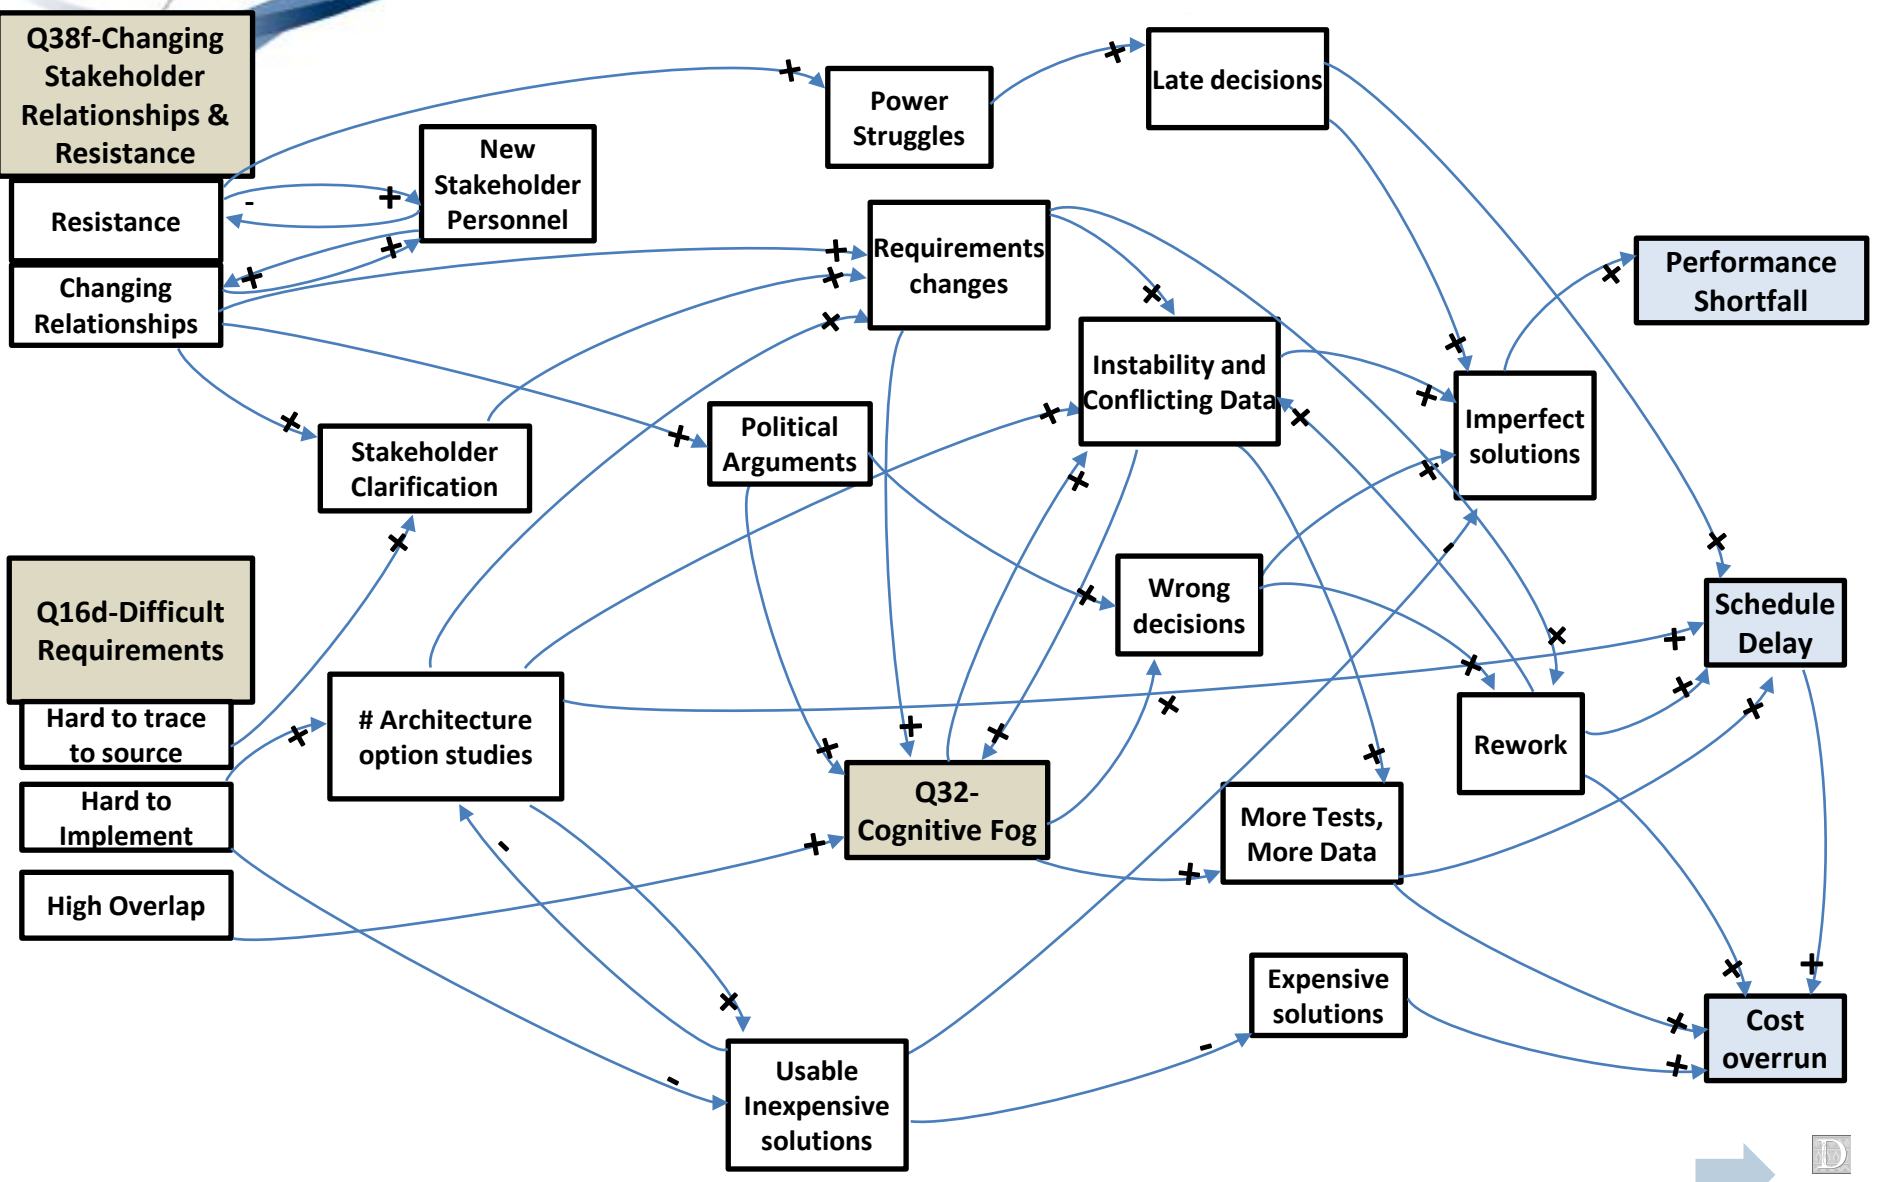 Q38f-Changing
Stakeholder
Relationships &
Resistance
Resistance
Changing
Relationships
New
Stakeholder
Personnel
Power
Struggles
Late decisions
Requirements
changes
Performance
Shortfall
Instability and
Conflicting Data
Imperfect
solutions
Political
Arguments
Stakeholder
Clarification
Wrong
decisions
Schedule
Delay
Q16d-Difficult
Requirements
Hard to trace
to source
Hard to
Implement
High Overlap
# Architecture
option studies
Q32-
Cognitive Fog
Rework
More Tests,
More Data
Expensive
solutions
Cost
overrun
Usable
Inexpensive
solutions
D